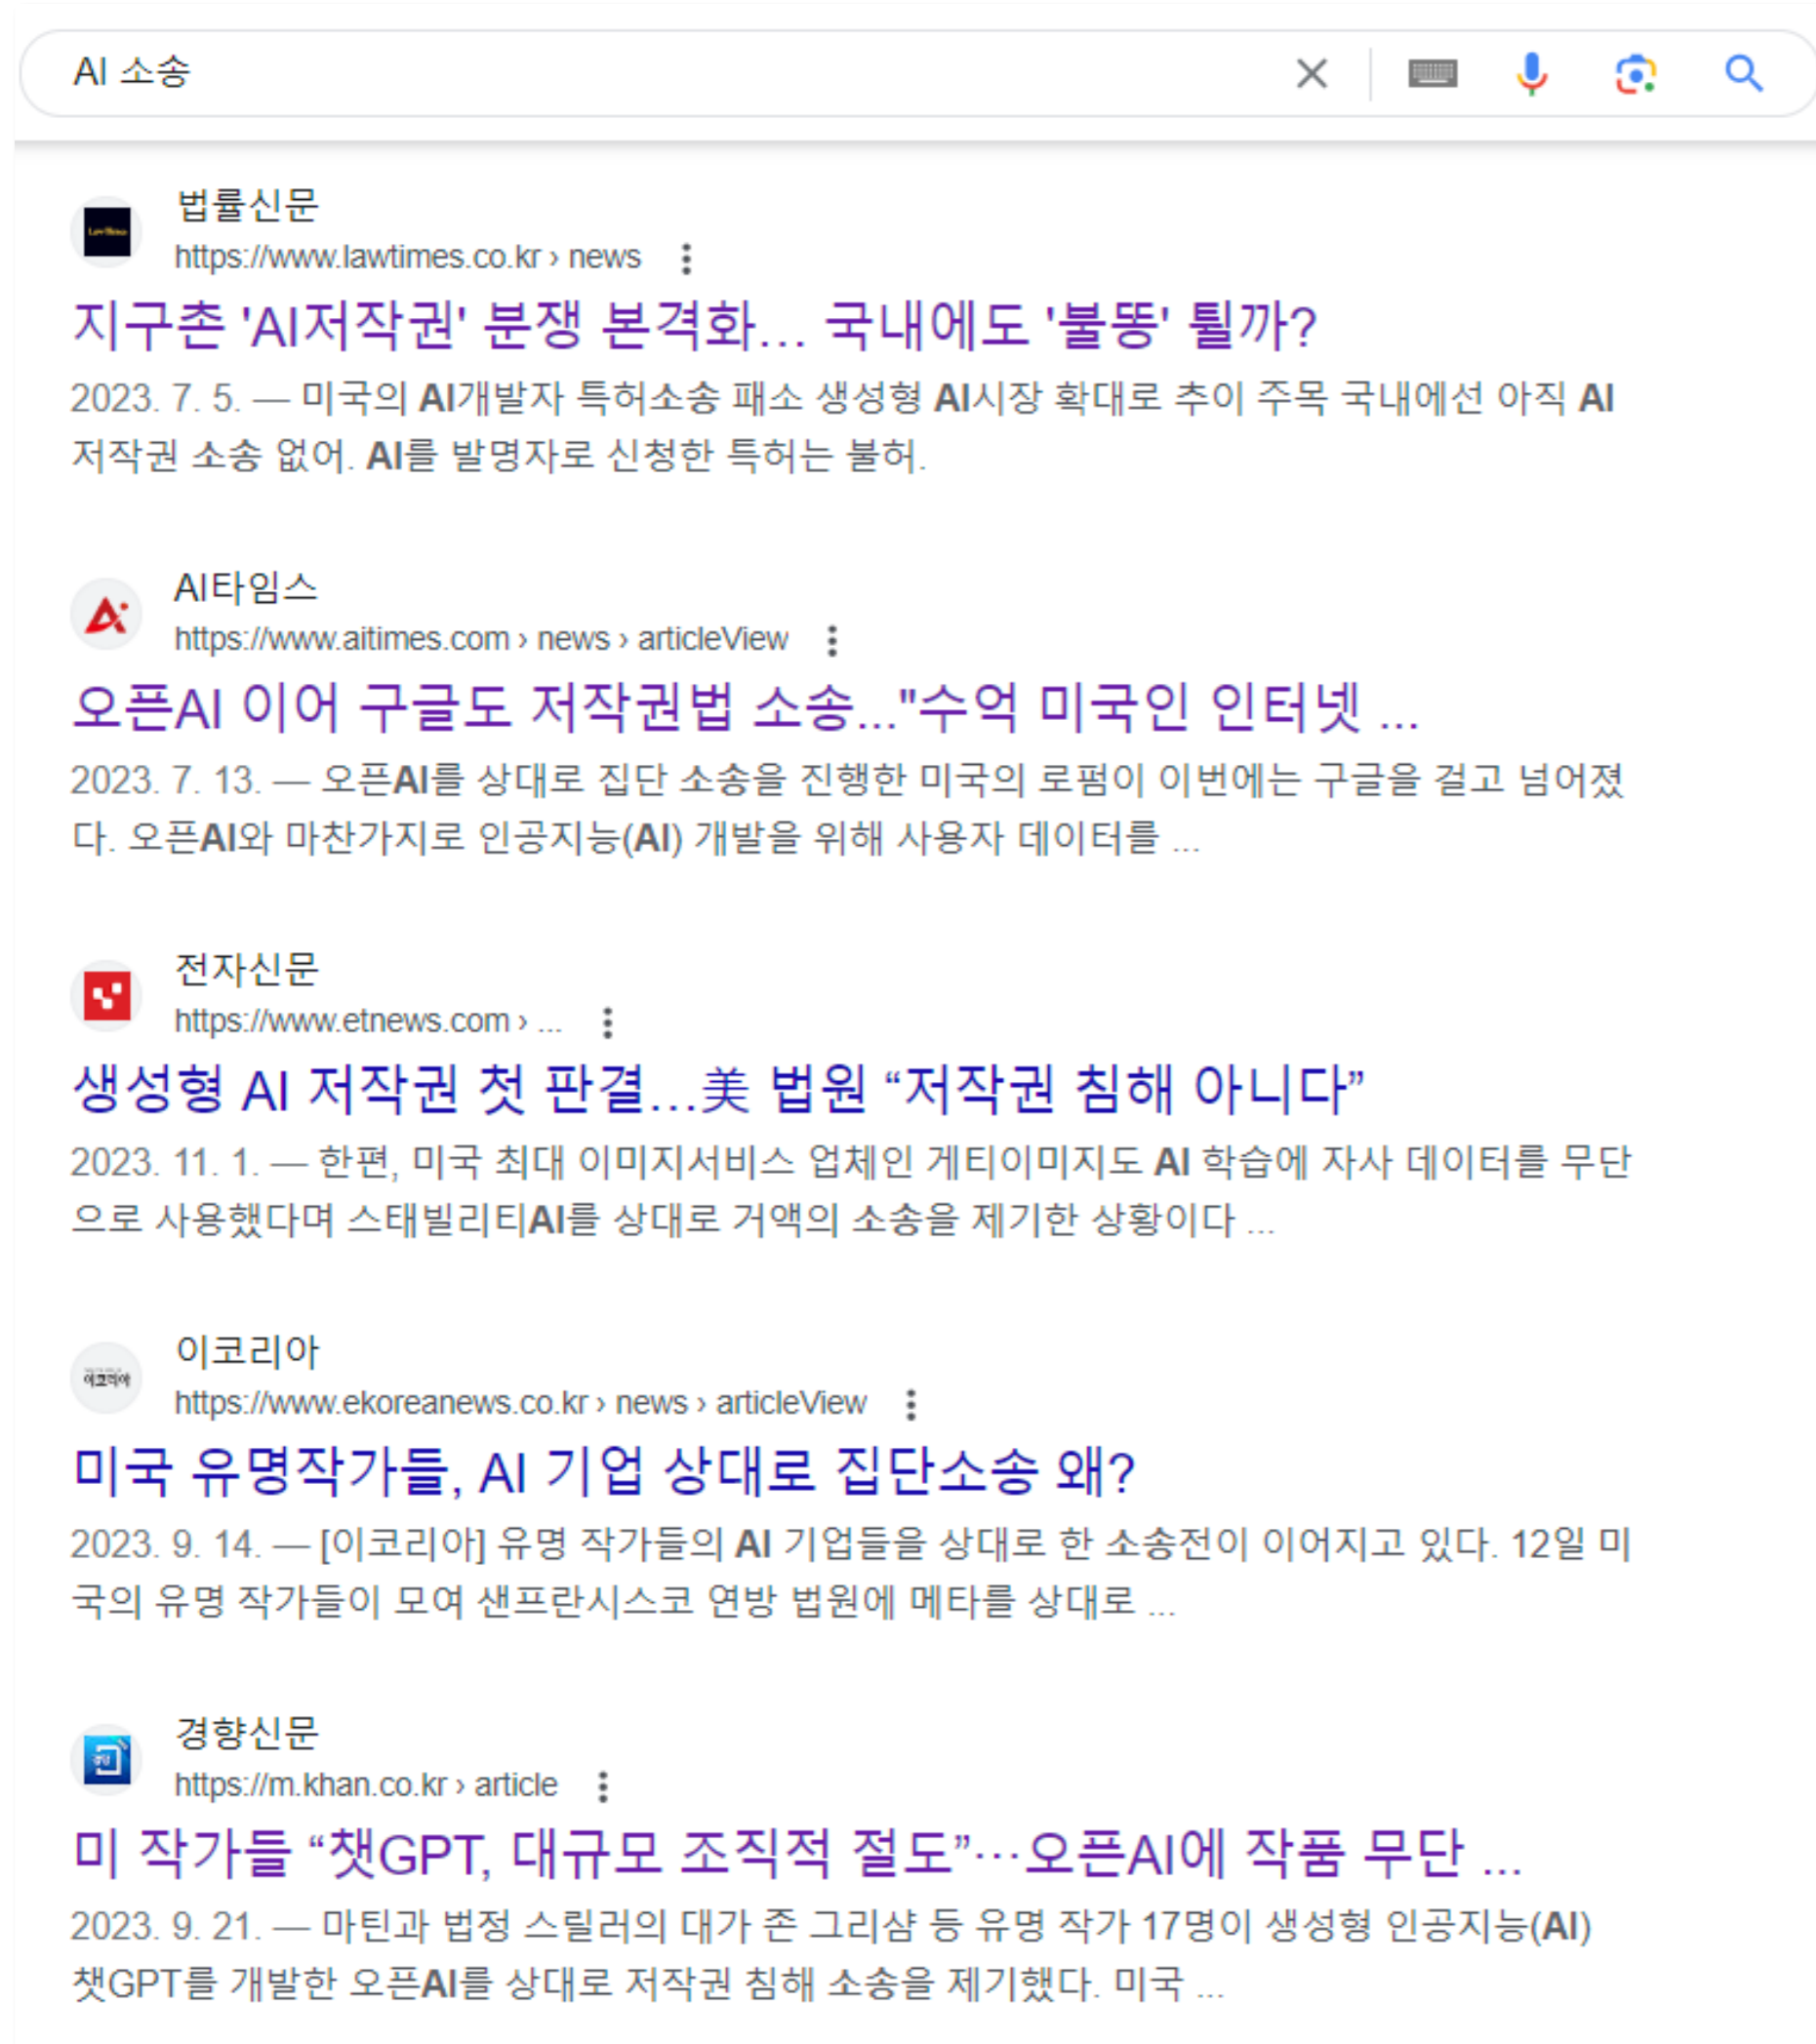 AI 소송
법률신문
https://www.lawtimes.co.kr › news
지구촌 'AI저작권' 분쟁 본격화... 국내에도 '불똥' 튈까?
2023. 7. 5. — 미국의 AI개발자 특허소송 패소 생성형 AI시장 확대로 추이 주목 국내에선 아직 AI
저작권 소송 없어. AI를 발명자로 신청한 특허는 불허.
AI타임스
https://www.aitimes.com › news › articleView
오픈AI 이어 구글도 저작권법 소송..."수억 미국인 인터넷 ...
2023. 7. 13. — 오픈AI를 상대로 집단 소송을 진행한 미국의 로펌이 이번에는 구글을 걸고 넘어졌
다. 오픈AI와 마찬가지로 인공지능(AI) 개발을 위해 사용자 데이터를 ...
전자신문
https://www.etnews.com › ...
생성형 AI 저작권 첫 판결…美 법원 “저작권 침해 아니다”
2023. 11. 1. — 한편, 미국 최대 이미지서비스 업체인 게티이미지도 AI 학습에 자사 데이터를 무단
으로 사용했다며 스태빌리티AI를 상대로 거액의 소송을 제기한 상황이다 ...
이코리아
이코리아
https://www.ekoreanews.co.kr › news › articleView
미국 유명작가들, AI 기업 상대로 집단소송 왜?
2023. 9. 14. — [이코리아] 유명 작가들의 AI 기업들을 상대로 한 소송전이 이어지고 있다. 12일 미
국의 유명 작가들이 모여 샌프란시스코 연방 법원에 메타를 상대로 ...
경향신문
https://m.khan.co.kr › article
미 작가들 “챗GPT, 대규모 조직적 절도”…오픈AI에 작품 무단 ...
2023. 9. 21. — 마틴과 법정 스릴러의 대가 존 그리샴 등 유명 작가 17명이 생성형 인공지능(AI)
챗GPT를 개발한 오픈AI를 상대로 저작권 침해 소송을 제기했다. 미국 ...